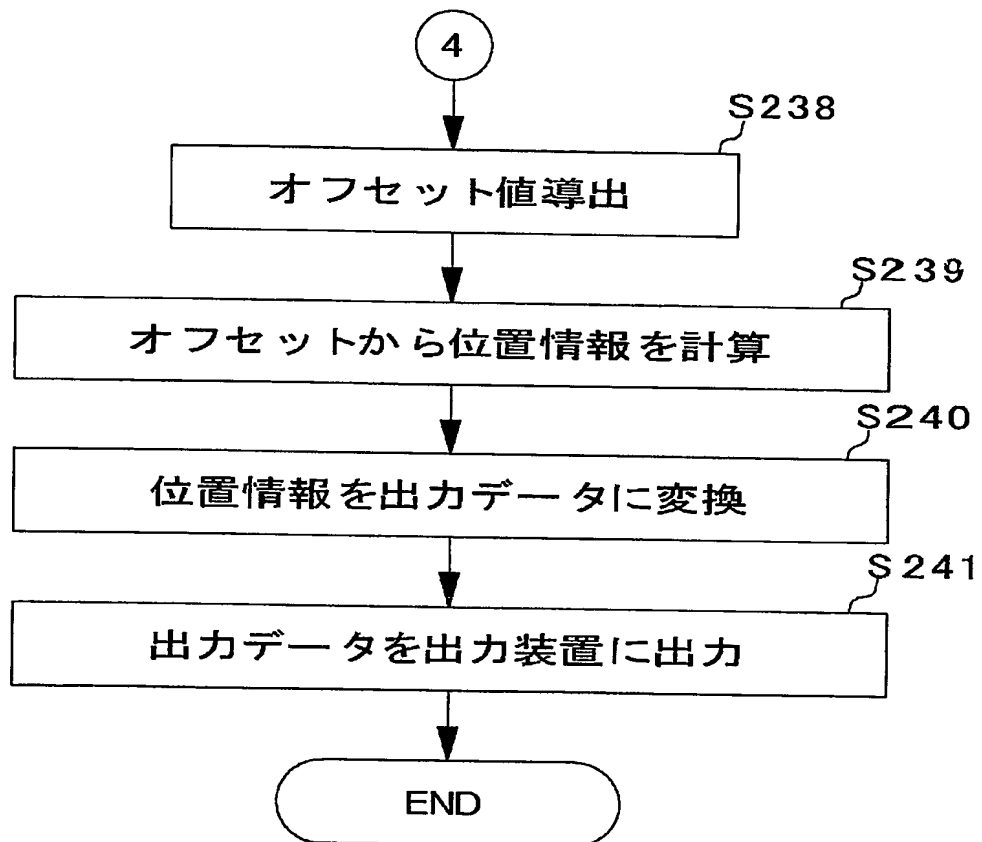 4
S238
オフセット値導出
S239
オフセットから位置情報を計算
S240
位置情報を出力データに変換
S241
出力データを出力装置に出力
END